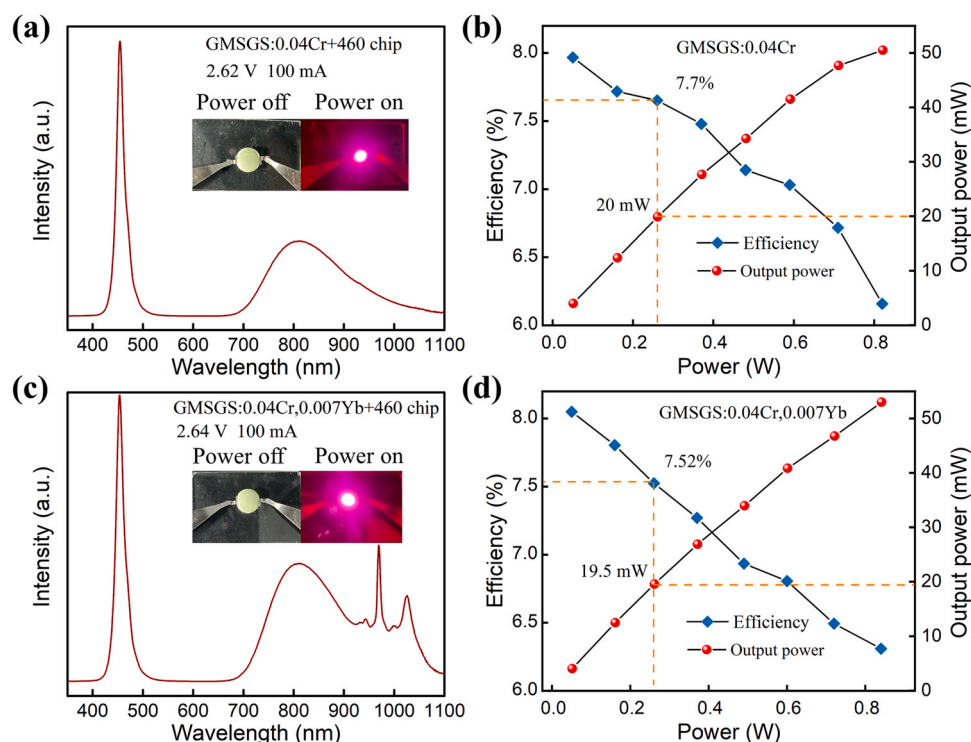 (a)
GMSGS:0.04Cr+460 chip
2.62 V 100 mA
Power off Power on
Intensity (a.u.)
400 500 600 700 800 900 1000 1100
Wavelength (nm)
(b)
GMSGS:0.04Cr
7.7%
20 mW
Efficiency
Output power
Efficiency (%)
8.0
7.5
7.0
6.5
6.0
Output power (mW)
50
40
30
20
10
0
0.0 0.2 0.4 0.6 0.8
Power (W)
(c)
GMSGS:0.04Cr,0.007Yb+460 chip
2.64 V 100 mA
Power off Power on
Intensity (a.u.)
400 500 600 700 800 900 1000 1100
Wavelength (nm)
(d)
GMSGS:0.04Cr,0.007Yb
7.52%
19.5 mW
Efficiency
Output power
Efficiency (%)
8.0
7.5
7.0
6.5
6.0
Output power (mW)
50
40
30
20
10
0
0.0 0.2 0.4 0.6 0.8
Power (W)